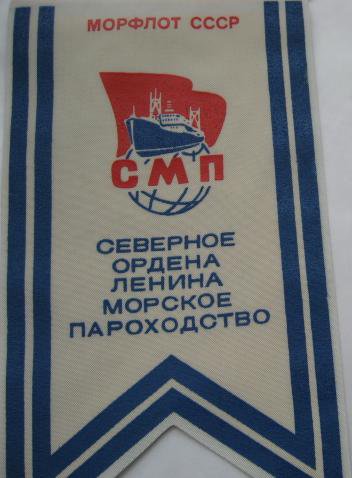 МОРФЛОТ СССР
СМП
СЕВЕРНОЕ
ОРДЕНА
ЛЕНИНА
МОРСКОЕ
ПАРОХОДСТВО